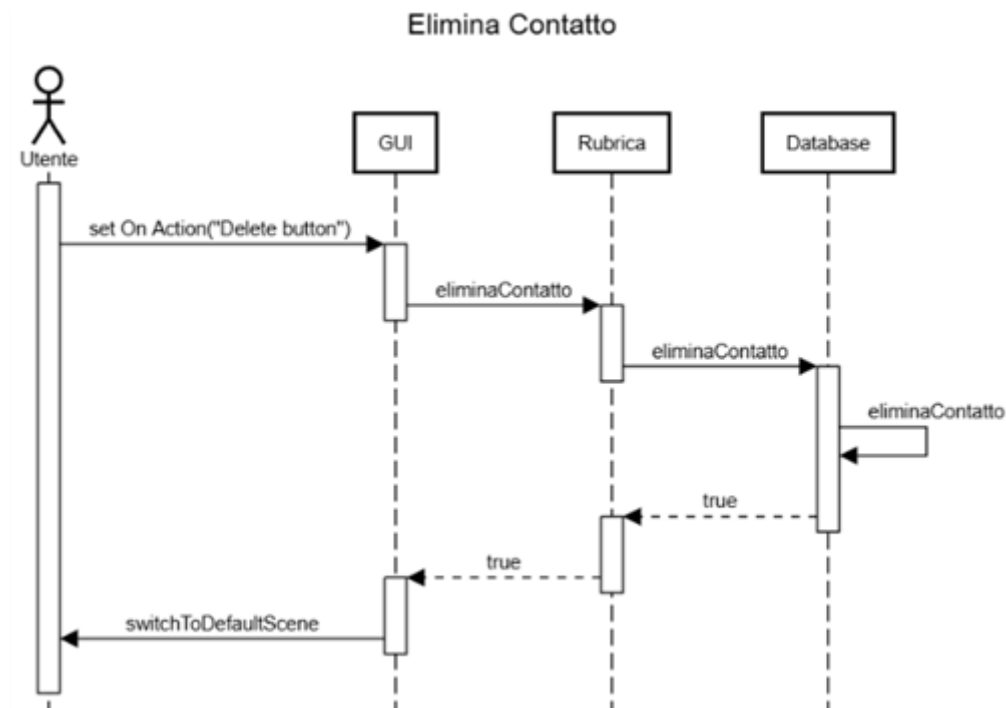 Elimina Contatto
Utente
GUI
Rubrica
Database
set On Action("Delete button")
eliminaContatto
eliminaContatto
eliminaContatto
true
true
switchToDefaultScene